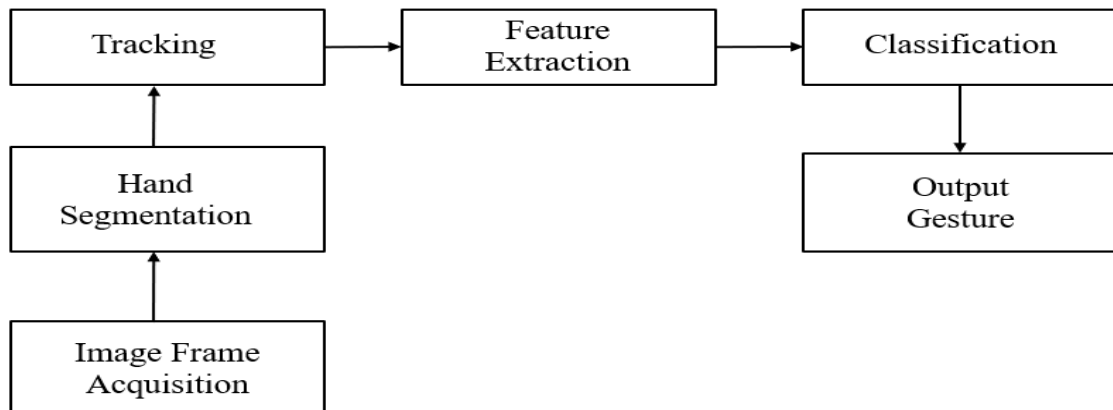 Tracking
Feature
Extraction
Classification
Hand
Segmentation
Output
Gesture
Image Frame
Acquisition